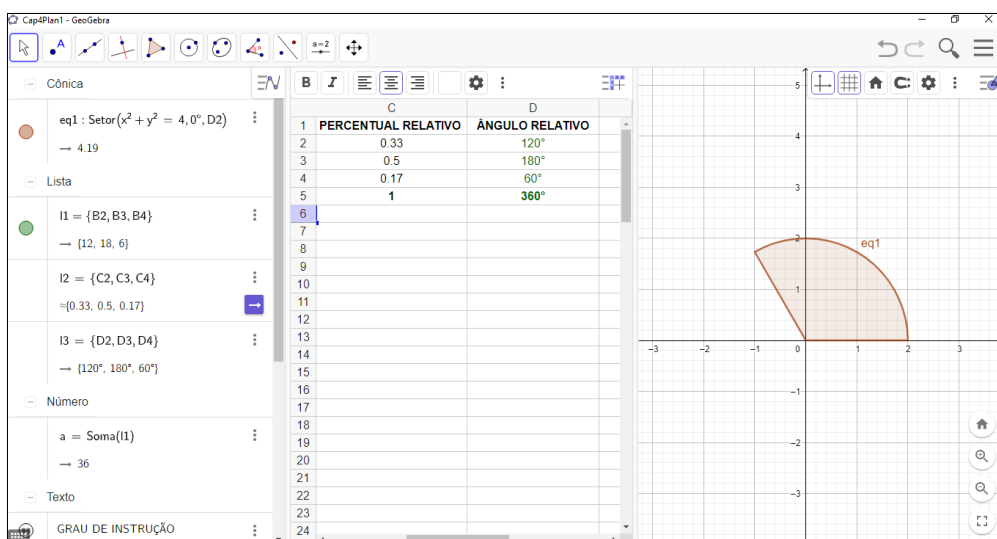 Cap4Plan1 - GeoGebra
A
a=2
Cônica
eq1 : Setor(x² + y² = 4, 0°, D2)
→ 4.19
Lista
l1 = {B2, B3, B4}
→ {12, 18, 6}
l2 = {C2, C3, C4}
≈{0.33, 0.5, 0.17}
l3 = {D2, D3, D4}
→ {120°, 180°, 60°}
Número
a = Soma(l1)
→ 36
Texto
GRAU DE INSTRUÇÃO
B I
C D
1 PERCENTUAL RELATIVO ÂNGULO RELATIVO
2 0.33 120°
3 0.5 180°
4 0.17 60°
5 1 360°
6
7
8
9
10
11
12
13
14
15
16
17
18
19
20
21
22
23
24
5
4
3
2
eq1
1
−3 −2 −1 0 1 2 3
−1
−2
−3